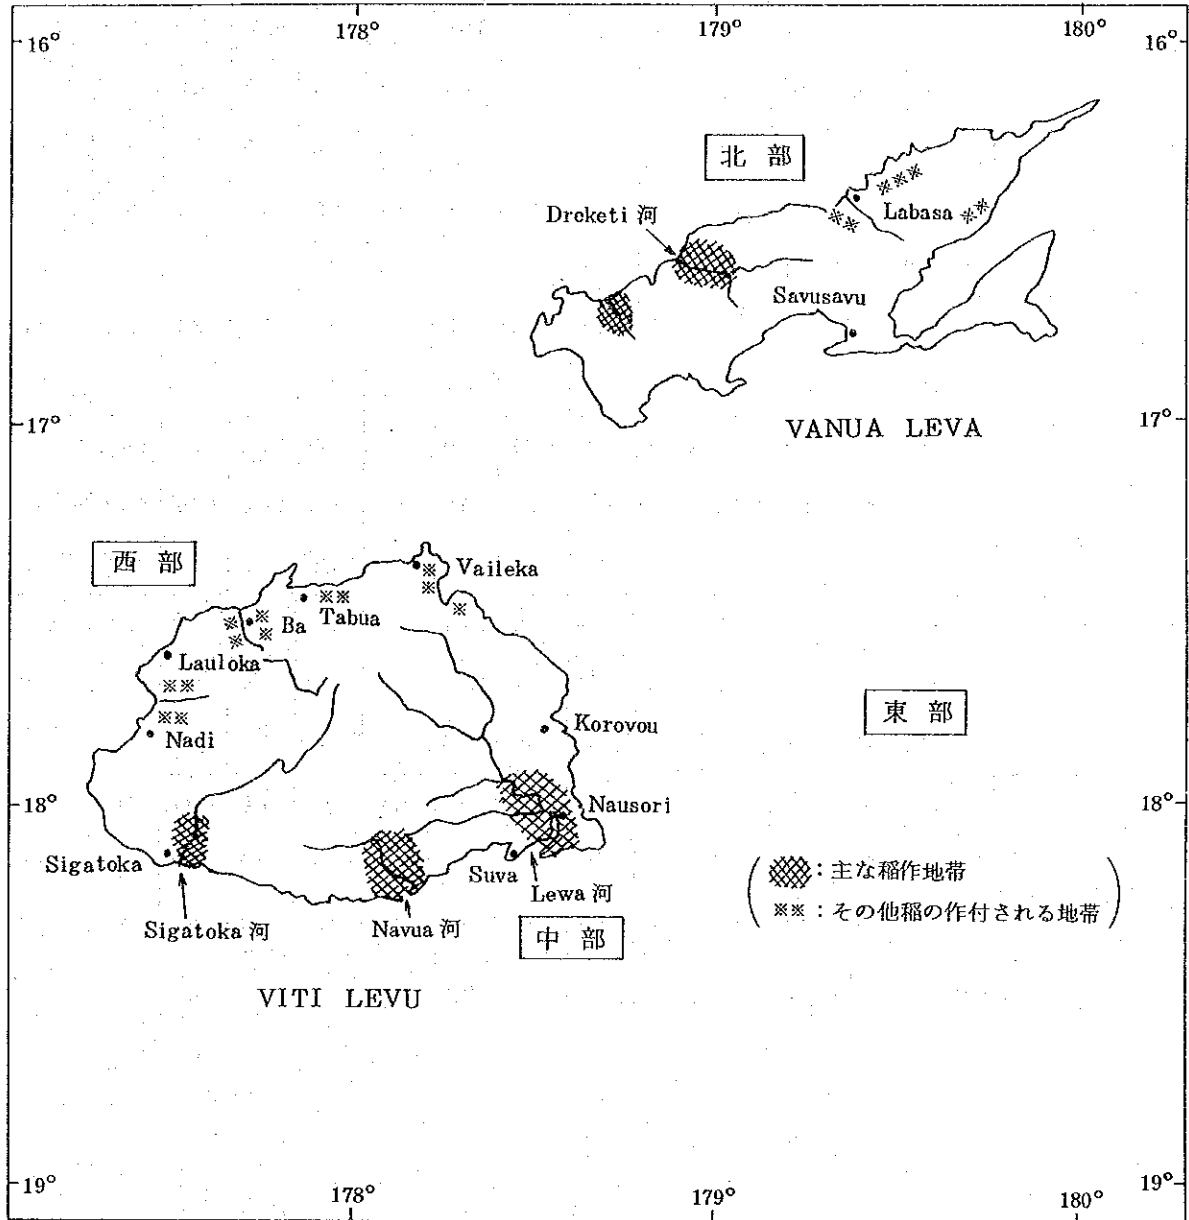 178°
179°
180°
16°
16°
北部
Drcketi 河
Labasa
Savusavu
17°
17°
VANUA LEVA
西部
Vaileka
Tabua
Ba
Lauloka
東部
Korovou
Nadi
18°
Nausori
18°
Sigatoka
Suva
Lewa 河
※※:主な稲作地帯
※※:その他稲の作付される地帯
Sigatoka 河
Navua 河
中部
VITI LEVU
19°
19°
178°
179°
180°